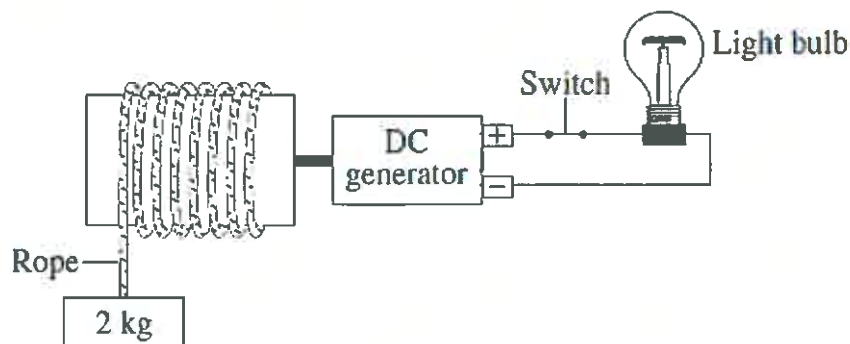 Light bulb
Switch
DC
generator
+
−
Rope
2 kg